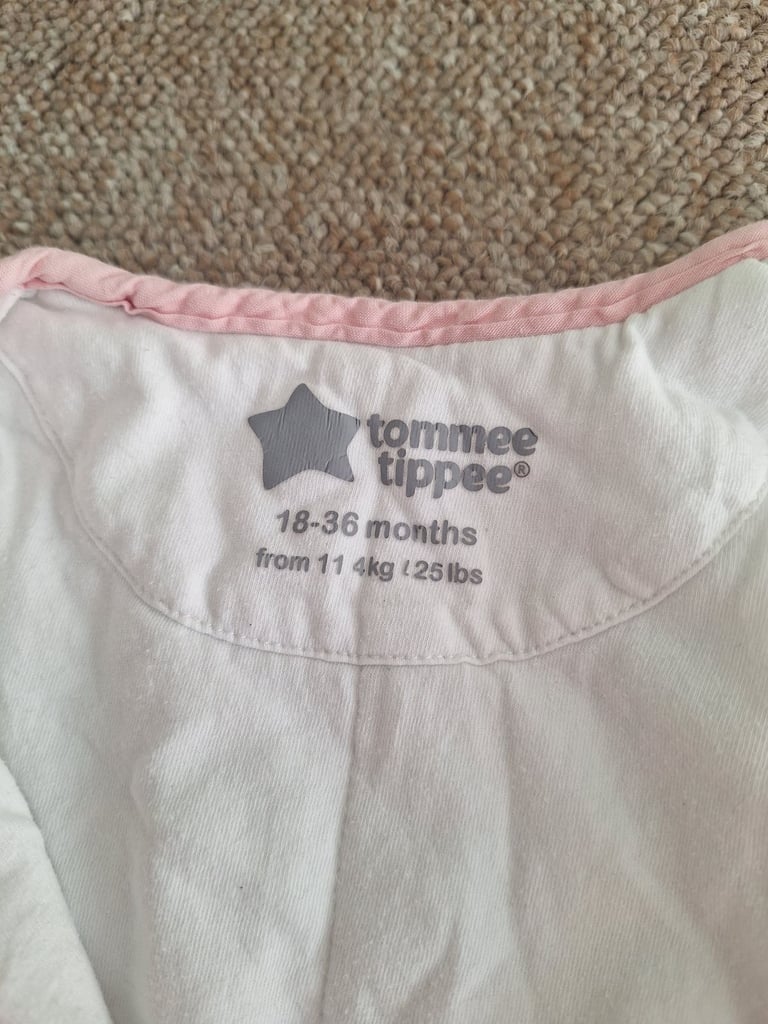 tommee
tippee®
18-36 months
from 11 4kg / 25 lbs